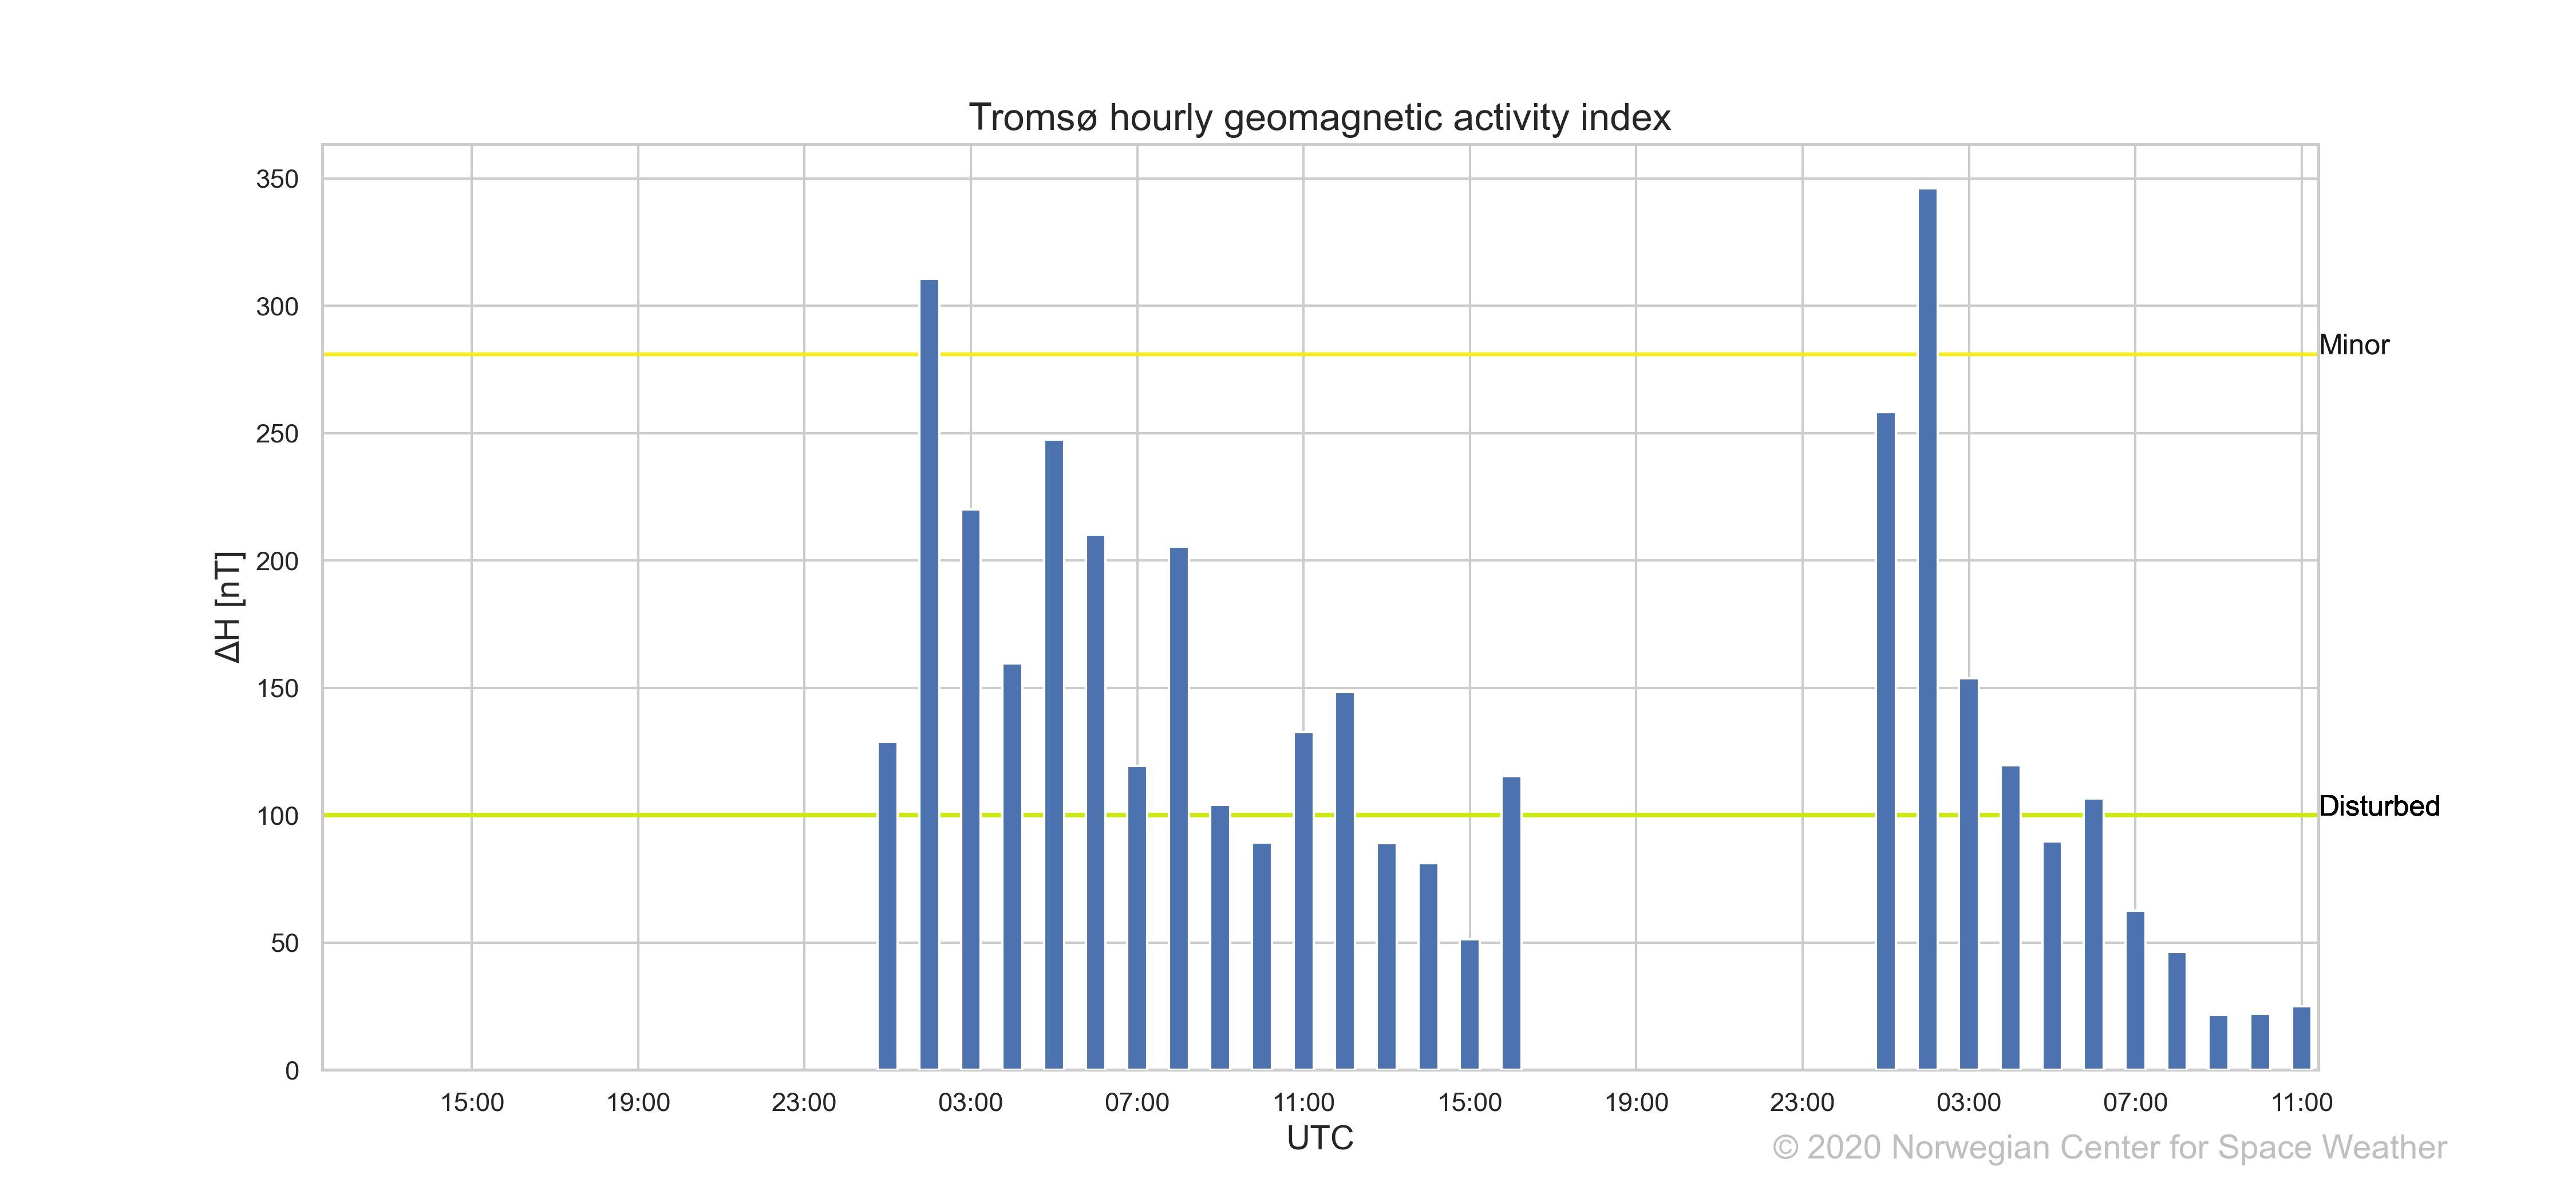 Tromsø hourly geomagnetic activity index
350
300
Minor
250
200
ΔH [nT]
150
100
Disturbed
50
0
15:00 19:00 23:00 03:00 07:00 11:00 15:00 19:00 23:00 03:00 07:00 11:00
UTC
© 2020 Norwegian Center for Space Weather